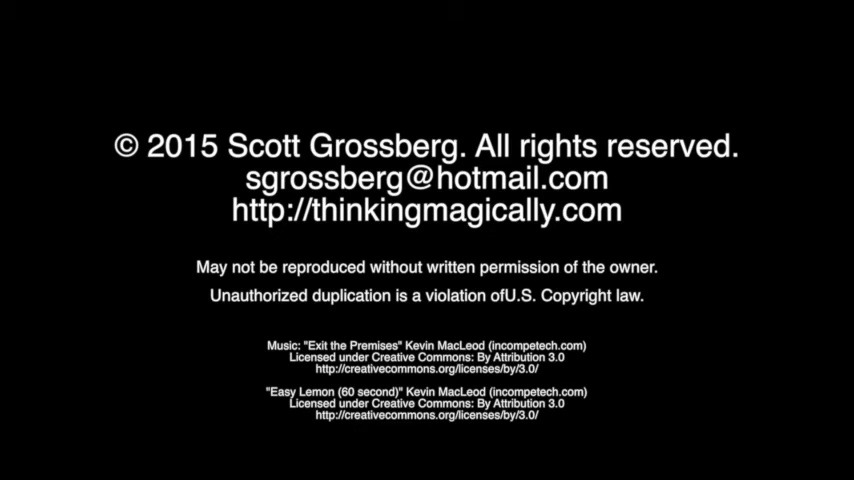 © 2015 Scott Grossberg. All rights reserved.
sgrossberg@hotmail.com
http://thinkingmagically.com
May not be reproduced without written permission of the owner.
Unauthorized duplication is a violation ofU.S. Copyright law.
Music: "Exit the Premises" Kevin MacLeod (incompetech.com)
Licensed under Creative Commons: By Attribution 3.0
http://creativecommons.org/licenses/by/3.0/
"Easy Lemon (60 second)" Kevin MacLeod (incompetech.com)
Licensed under Creative Commons: By Attribution 3.0
http://creativecommons.org/licenses/by/3.0/